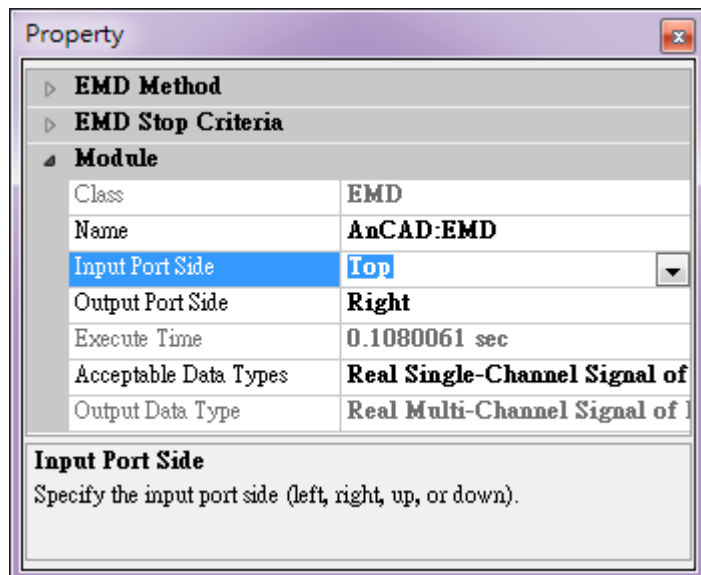 Property
EMD Method
EMD Stop Criteria
Module
Class EMD
Name AnCAD:EMD
Input Port Side Top
Output Port Side Right
Execute Time 0.1080061 sec
Acceptable Data Types Real Single-Channel Signal of
Output Data Type Real Multi-Channel Signal of
Input Port Side
Specify the input port side (left, right, up, or down).